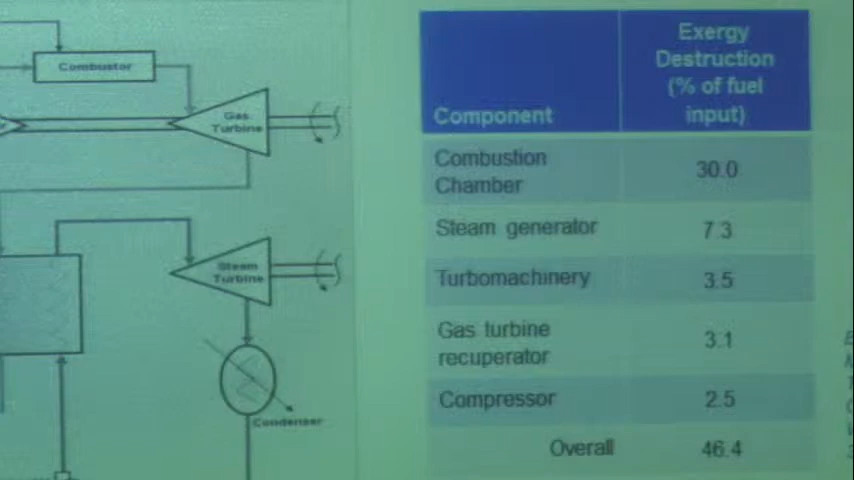 Combustor
Gas
Turbine
Steam
Turbine
Condenser
Component
Exergy
Destruction
(% of fuel
input)
Combustion
Chamber
30.0
Steam generator
7.3
Turbomachinery
3.5
Gas turbine
recuperator
3.1
Compressor
2.5
Overall
46.4